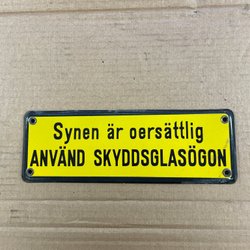 Synen är oersättlig
ANVÄND SKYDDSGLASÖGON